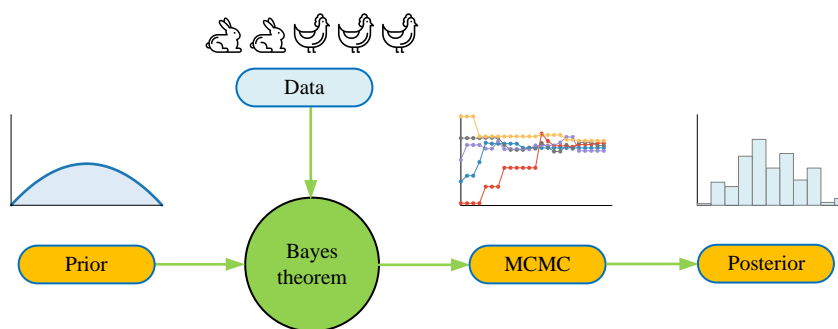 Data
Prior
Bayes
theorem
MCMC
Posterior